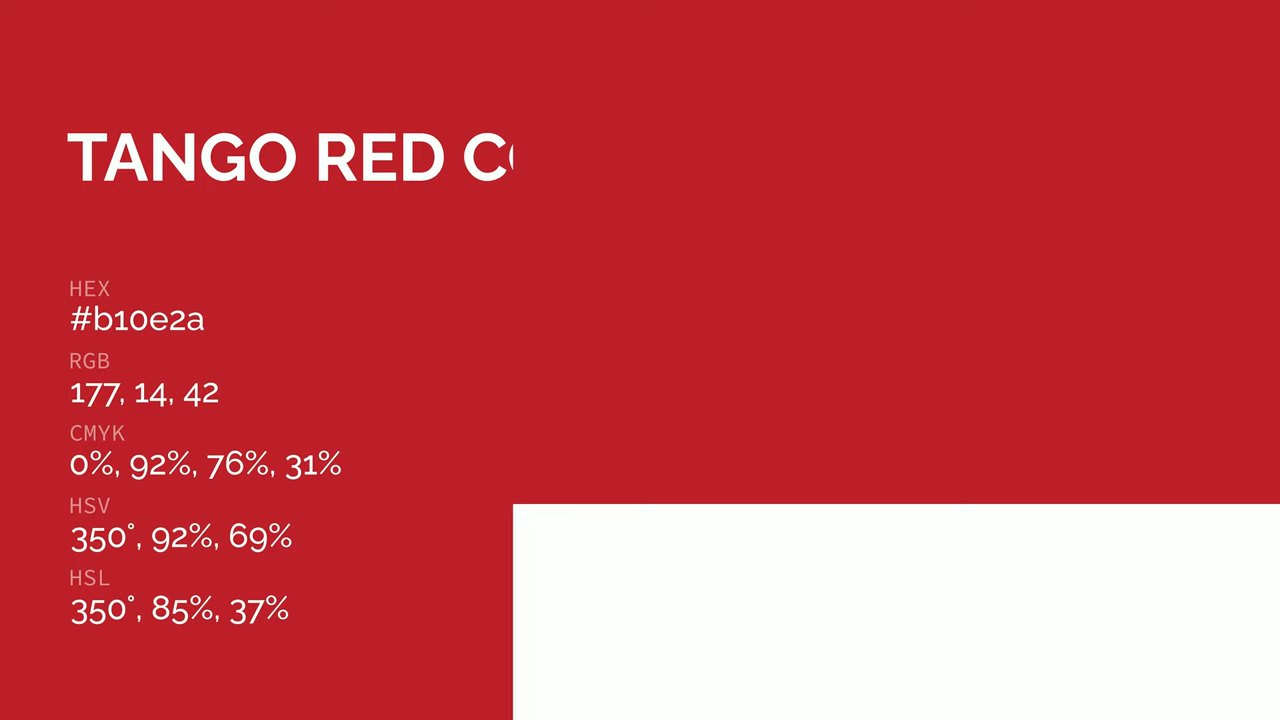 TANGO RED C
HEX
#b10e2a
RGB
177, 14, 42
CMYK
0%, 92%, 76%, 31%
HSV
350°, 92%, 69%
HSL
350°, 85%, 37%